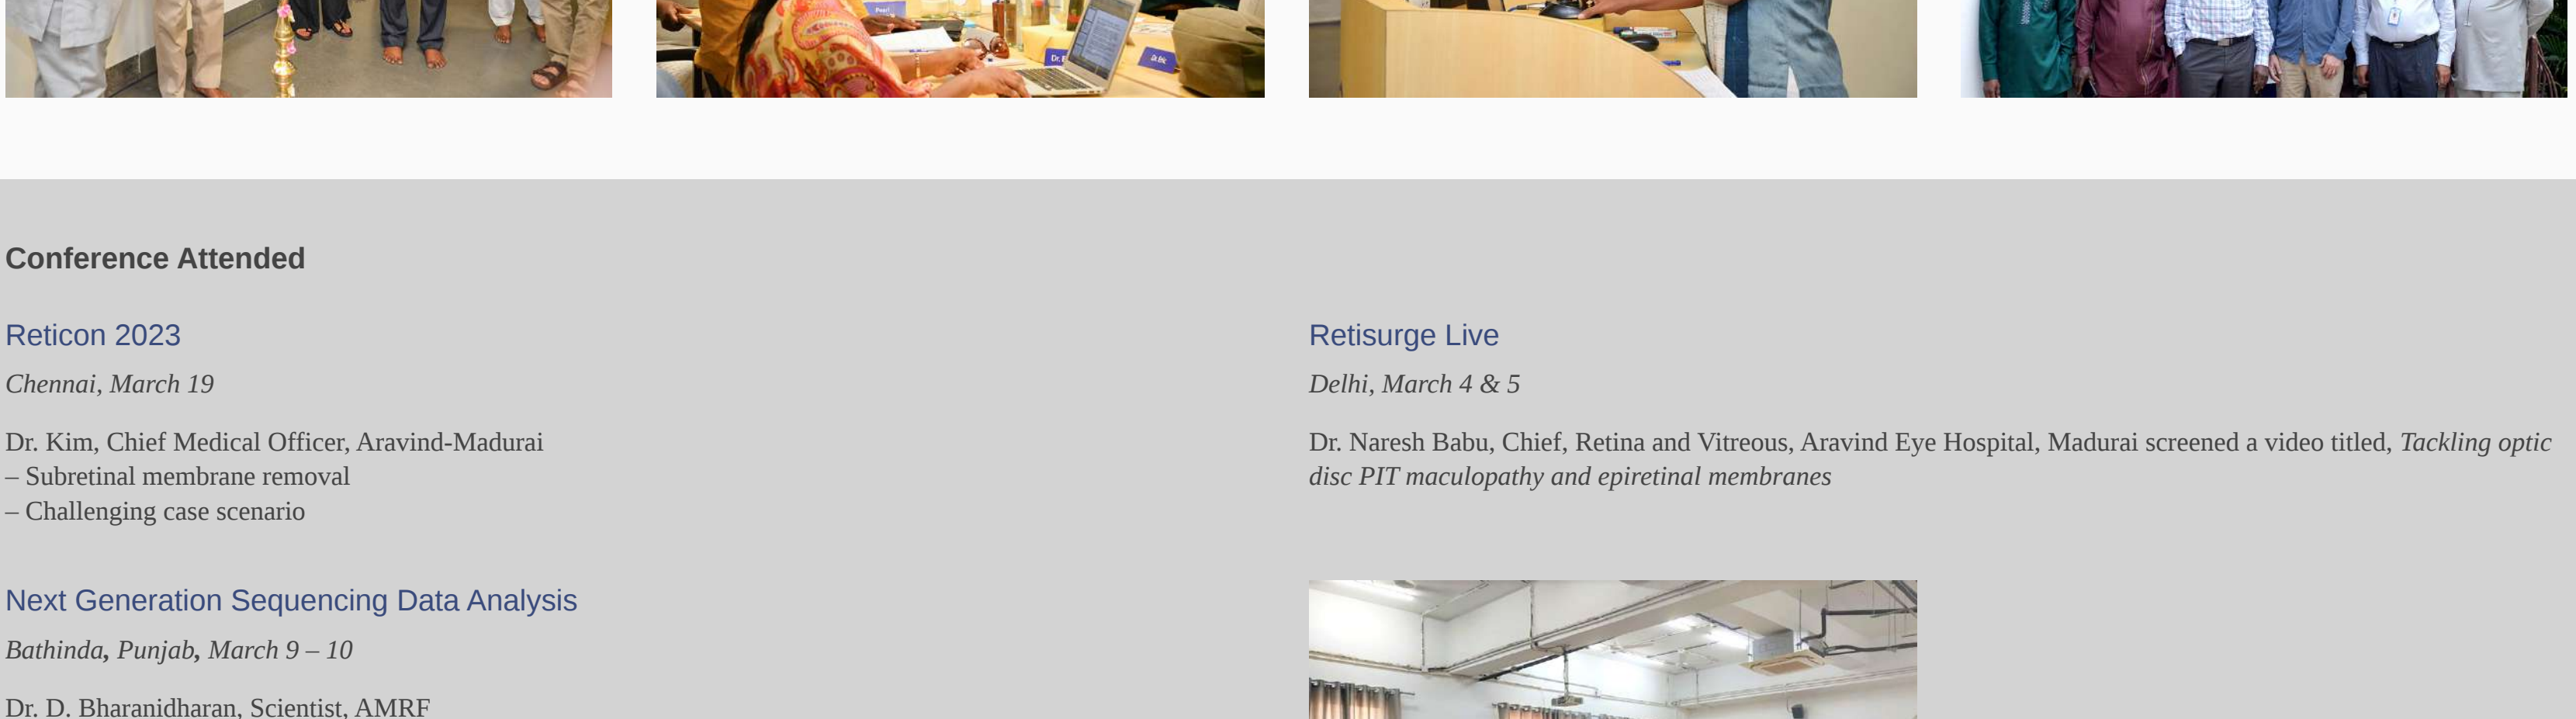 Pearl
Dr. Eric
Conference Attended
Reticon 2023
Chennai, March 19
Dr. Kim, Chief Medical Officer, Aravind-Madurai
– Subretinal membrane removal
– Challenging case scenario
Retisurge Live
Delhi, March 4 & 5
Dr. Naresh Babu, Chief, Retina and Vitreous, Aravind Eye Hospital, Madurai screened a video titled, Tackling optic
disc PIT maculopathy and epiretinal membranes
Next Generation Sequencing Data Analysis
Bathinda, Punjab, March 9 – 10
Dr. D. Bharanidharan, Scientist, AMRF